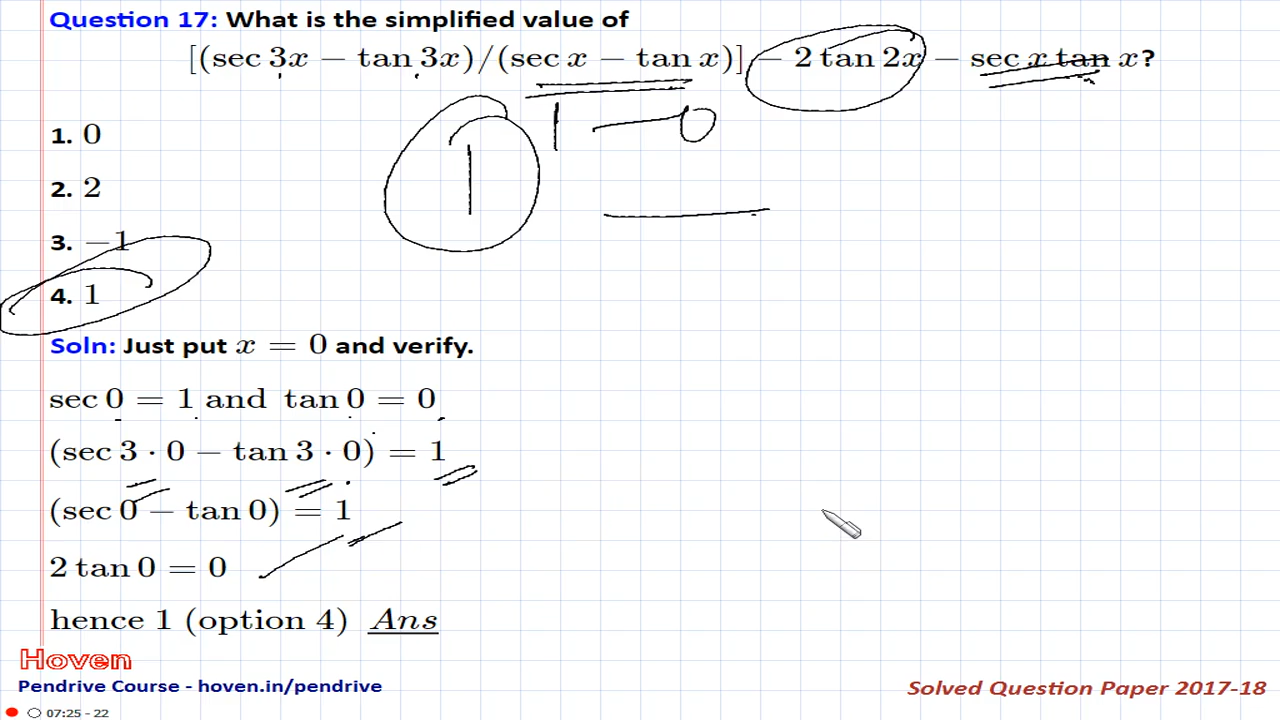 Question 17: What is the simplified value of
[(sec 3x − tan 3x)/(sec x − tan x)] − 2 tan 2x − sec x tan x?
1 — 0
1. 0
1
2. 2
3. −1
4. 1
Soln: Just put x = 0 and verify.
sec 0 = 1 and tan 0 = 0
(sec 3 · 0 − tan 3 · 0) = 1
(sec 0 − tan 0) = 1
2 tan 0 = 0
hence 1 (option 4) Ans
Hoven
Pendrive Course - hoven.in/pendrive
Solved Question Paper 2017-18
07:25 - 22